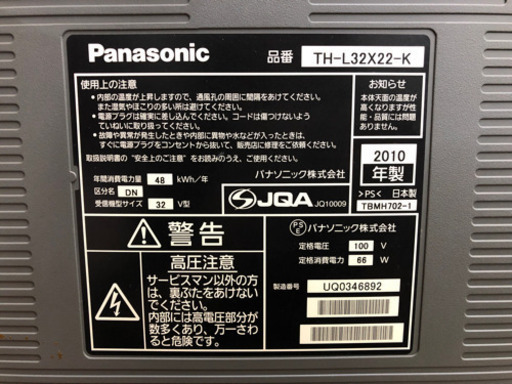 Panasonic
品番 TH-L32X22-K
使用上の注意
• 内部の温度が上昇しますので、通風孔の周囲に間隔をあけてください。
また湿気やほこりの多い所は避けてください。
• 電源プラグは確実に差し込んでください。コードは傷つけないよう
ていねいに取り扱ってください。
• 故障や異常が発生したときや内部に異物や水などが入ったときは、
すぐに電源プラグをコンセントから抜いて、販売店に修理をご依頼ください。
取扱説明書の"安全上のご注意"をお読みのうえ、ご使用ください。
パナソニック株式会社
お知らせ
本体天面の温度が
高くなりますが性
能・品質には問題
ありません。
2010
年製
>PS< 日本製
TBMH702-1
年間消費電力量 48 kWh/年
区分名 DN
受信機型サイズ 32 V型
JQA JQ10009
警告
高圧注意
サービスマン以外の方
は、裏ぶたをあけない
でください。
内部には高電圧部分が
数多くあり、万一さわ
ると危険です。
PSE パナソニック株式会社
定格電圧 100 V
定格消費電力 66 W
製造番号 UQ0346892